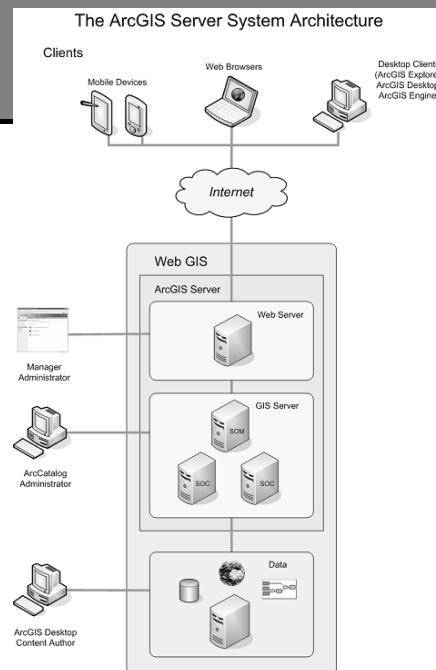 The ArcGIS Server System Architecture
Clients
Mobile Devices
Web Browsers
Desktop Clients
(ArcGIS Explorer
ArcGIS Desktop
ArcGIS Engine
Internet
Web GIS
ArcGIS Server
Web Server
Manager
Administrator
GIS Server
SOM
SOC
SOC
ArcCatalog
Administrator
Data
ArcGIS Desktop
Content Author